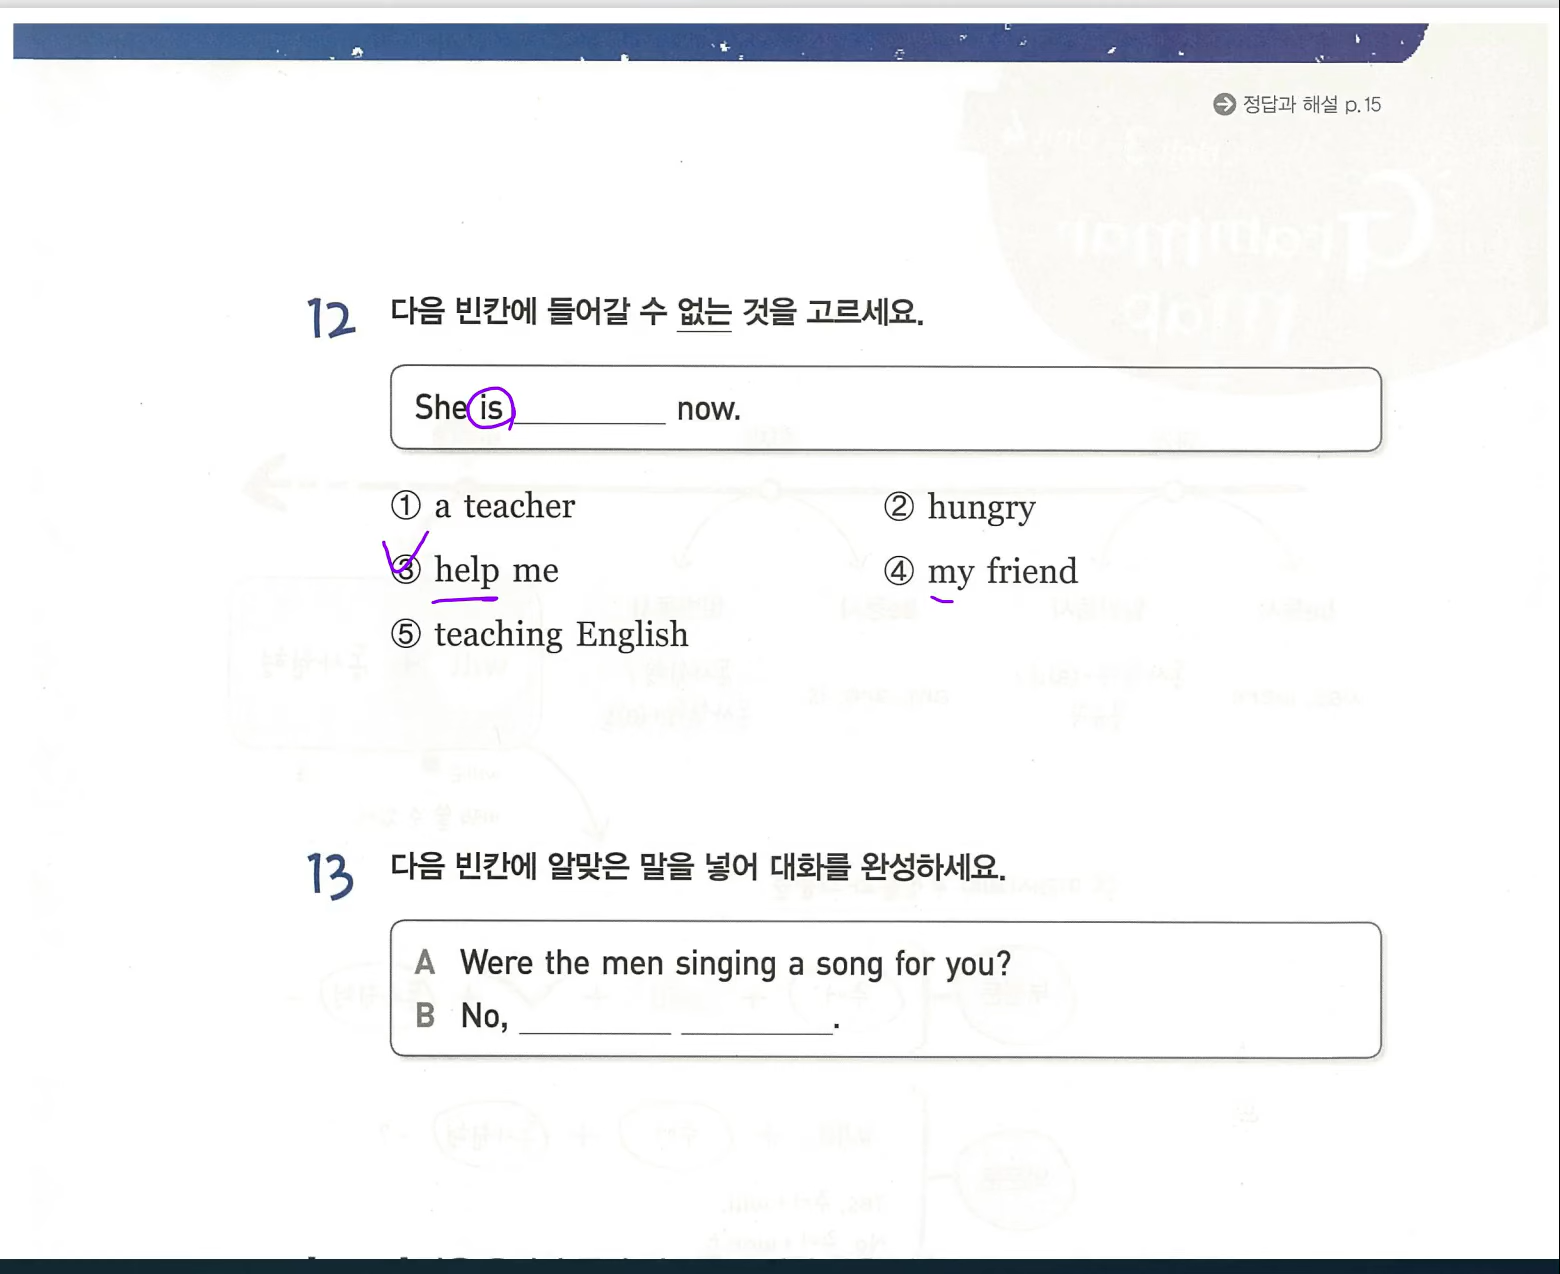 정답과 해설 p.15
12 다음 빈칸에 들어갈 수 없는 것을 고르세요.
She is __________ now.
① a teacher
② hungry
③ help me
④ my friend
⑤ teaching English
13 다음 빈칸에 알맞은 말을 넣어 대화를 완성하세요.
A Were the men singing a song for you?
B No, __________ __________.